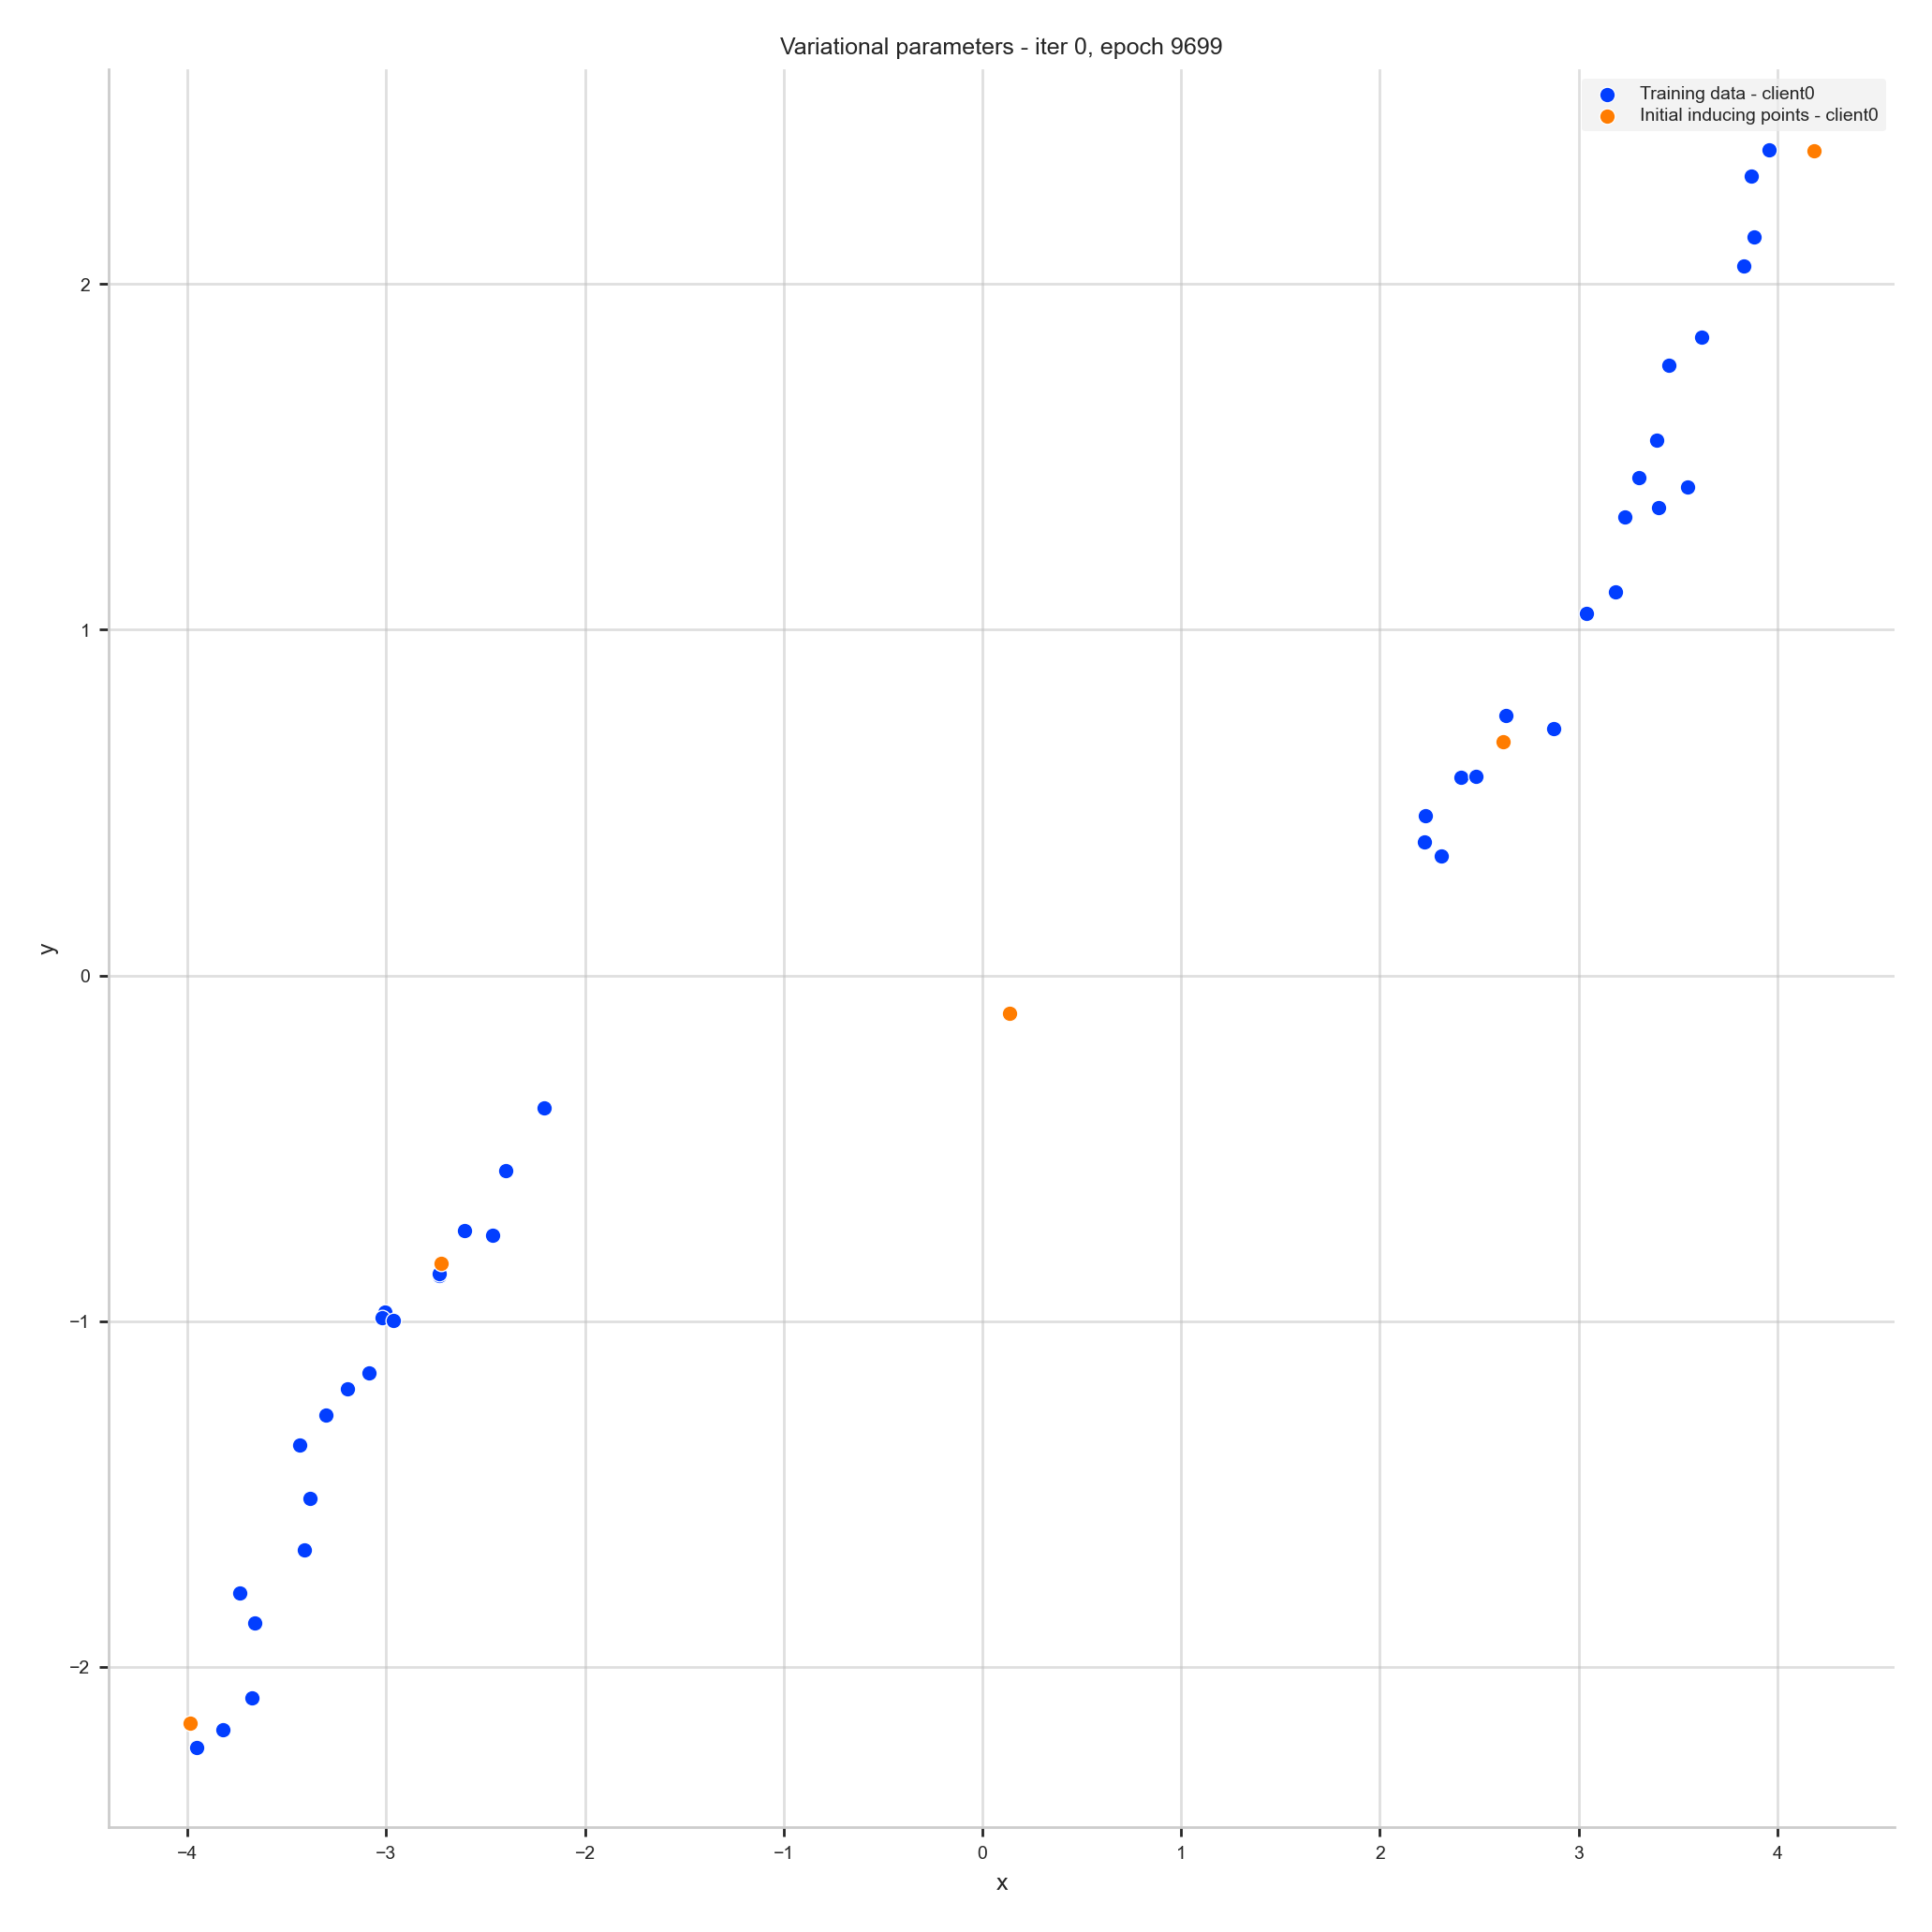 Variational parameters - iter 0, epoch 9699
Training data - client0
Initial inducing points - client0
2
1
0
−1
−2
y
−4 −3 −2 −1 0 1 2 3 4
x